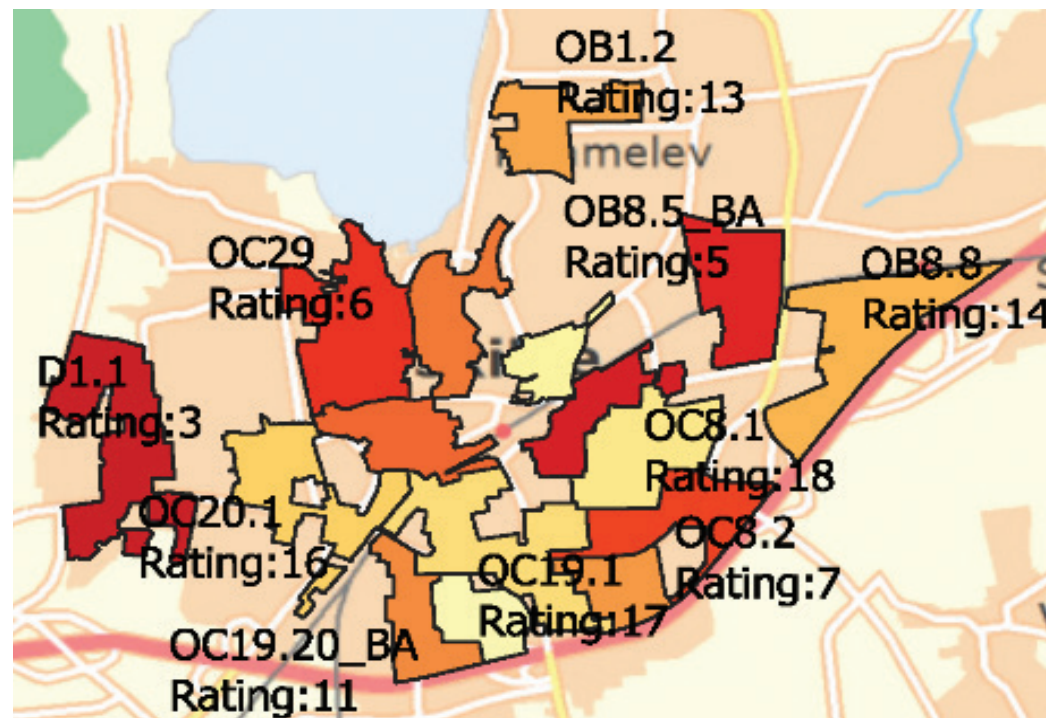 OB1.2
Rating:13
OB8.5_BA
Rating:5
OC29
Rating:6
OB8.8
Rating:14
D1.1
Rating:3
OC8.1
Rating:18
OC20.1
Rating:16
OC8.2
Rating:7
OC19.1
Rating:17
OC19.20_BA
Rating:11